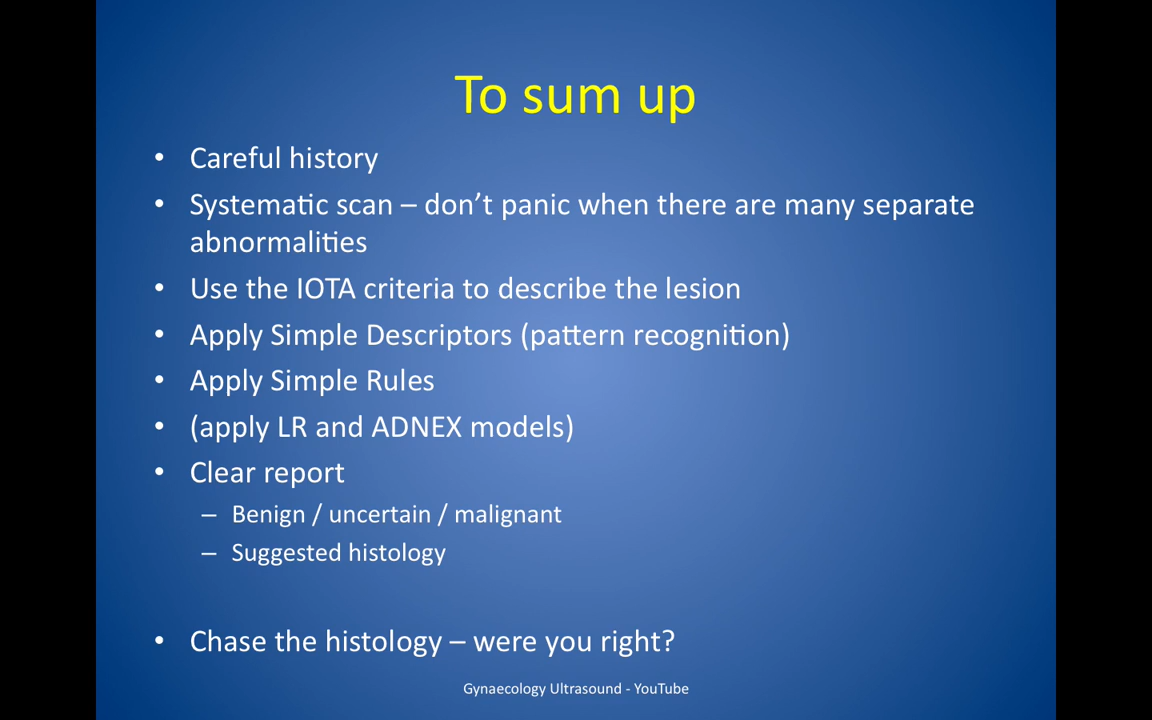 To sum up
• Careful history
• Systematic scan – don’t panic when there are many separate
abnormalities
• Use the IOTA criteria to describe the lesion
• Apply Simple Descriptors (pattern recognition)
• Apply Simple Rules
• (apply LR and ADNEX models)
• Clear report
– Benign / uncertain / malignant
– Suggested histology
• Chase the histology – were you right?
Gynaecology Ultrasound - YouTube